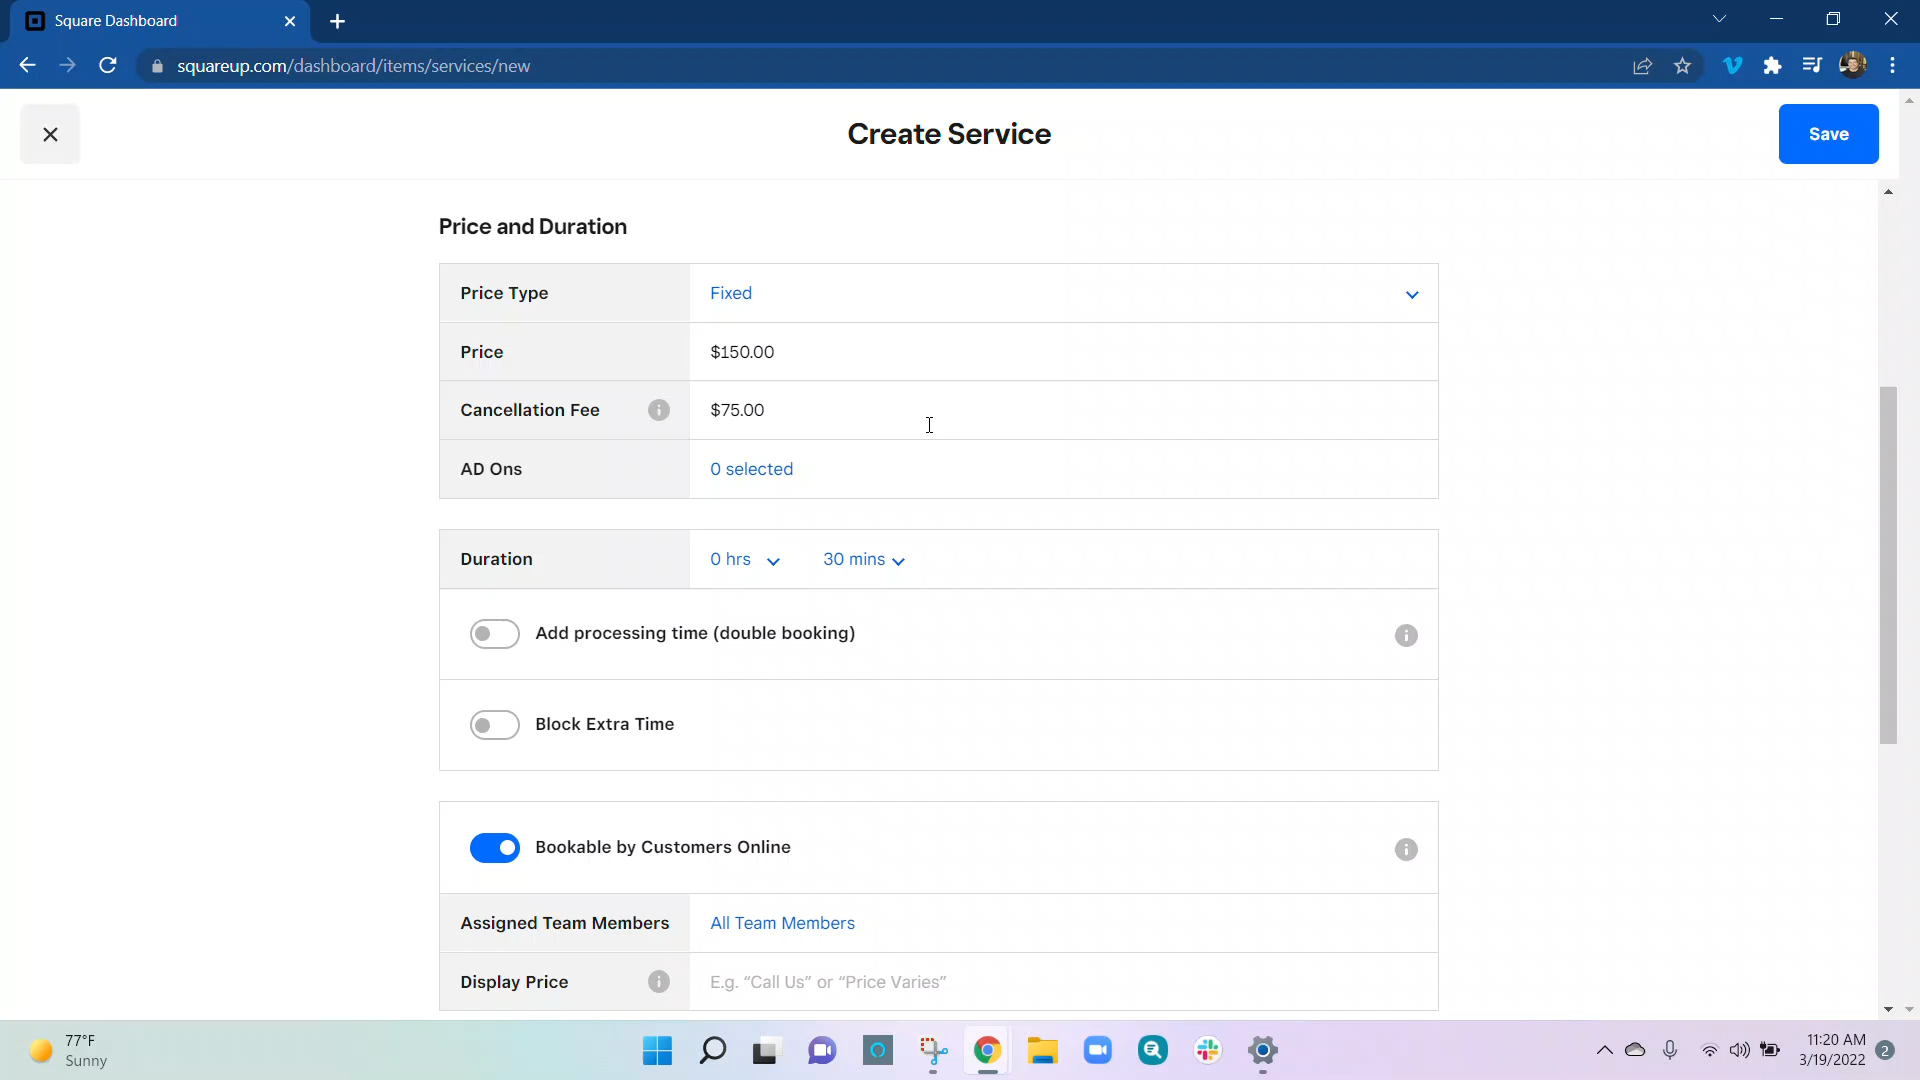 Square Dashboard
squareup.com/dashboard/items/services/new
Create Service
Save
Price and Duration
Price Type
Fixed
Price
$150.00
Cancellation Fee
$75.00
AD Ons
0 selected
Duration
0 hrs
30 mins
Add processing time (double booking)
Block Extra Time
Bookable by Customers Online
Assigned Team Members
All Team Members
Display Price
E.g. “Call Us” or “Price Varies”
77°F
Sunny
11:20 AM
3/19/2022
2